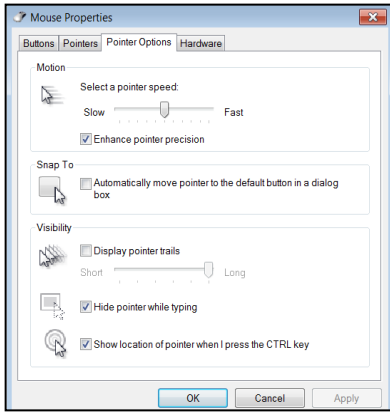 Mouse Properties
Buttons Pointers Pointer Options Hardware
Motion
Select a pointer speed:
Slow Fast
Enhance pointer precision
Snap To
Automatically move pointer to the default button in a dialog
box
Visibility
Display pointer trails
Short Long
Hide pointer while typing
Show location of pointer when I press the CTRL key
OK Cancel Apply